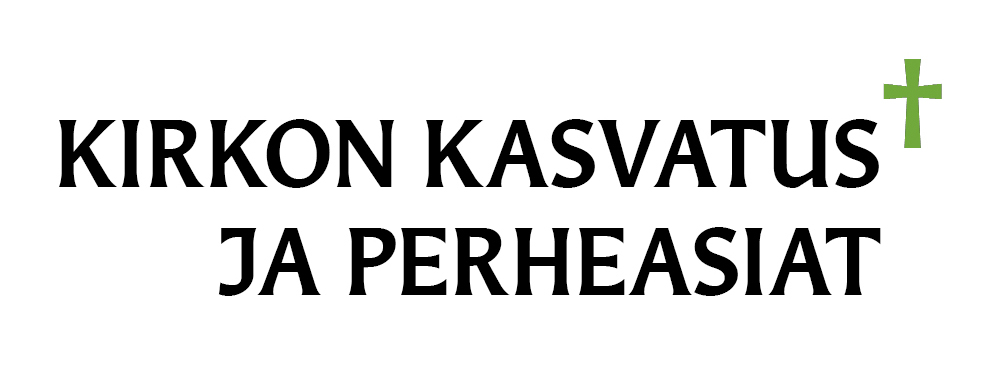 KIRKON KASVATUS
JA PERHEASIAT